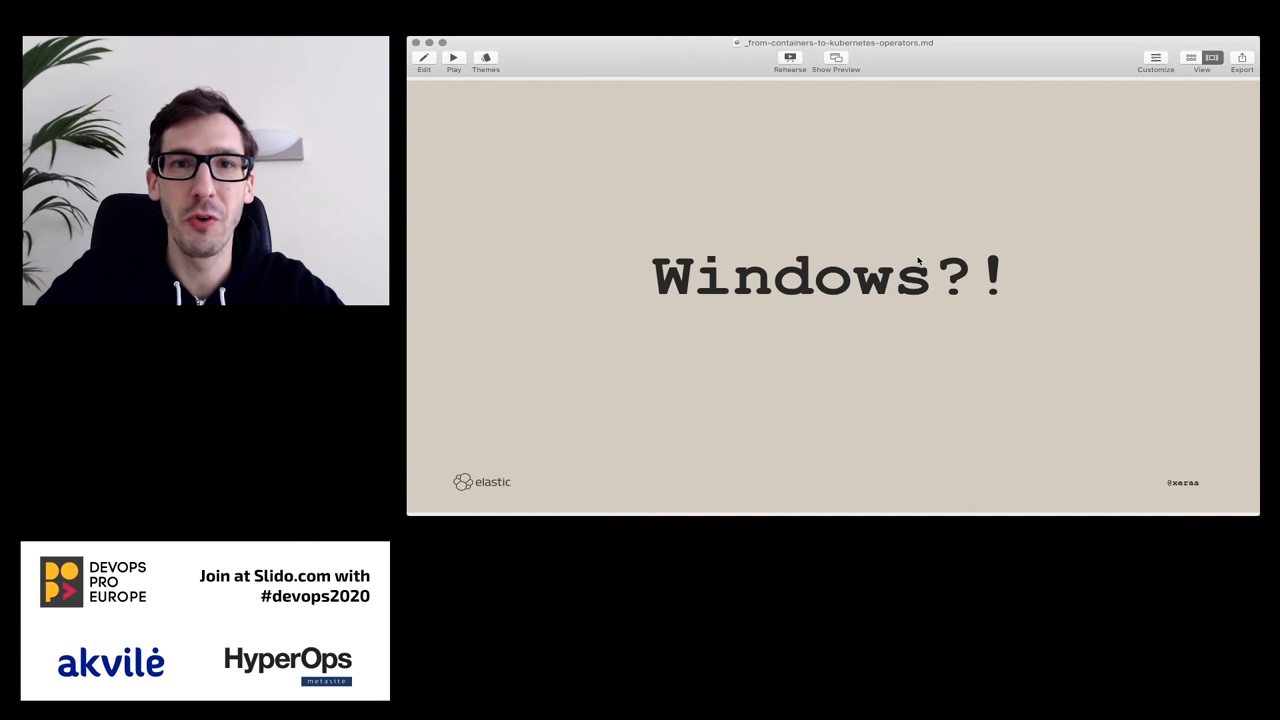 _from-containers-to-kubernetes-operators.md
Edit
Play
Themes
Rehearse
Show Preview
Customize
View
Export
Windows?!
elastic
@xeraa
DEVOPS
PRO
EUROPE
Join at Slido.com with
#devops2020
akvilė
HyperOps
metasite